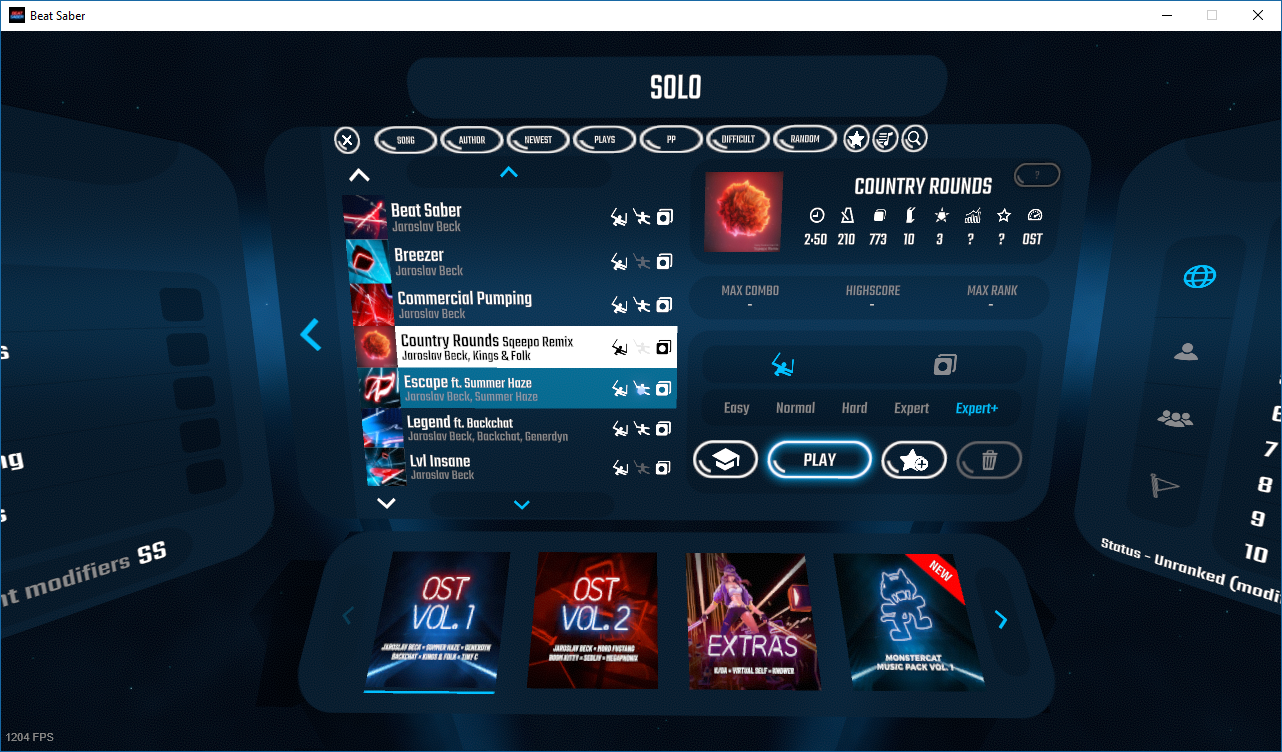 Beat Saber
SOLO
SONG AUTHOR NEWEST PLAYS PP DIFFICULT RANDOM
?
COUNTRY ROUNDS
2:50 210 773 10 3 ? ? OST
MAX COMBO HIGHSCORE MAX RANK
- - -
Beat Saber
Jaroslav Beck
Breezer
Jaroslav Beck
Commercial Pumping
Jaroslav Beck
Country Rounds Sqeepo Remix
Jaroslav Beck, Kings & Folk
Escape ft. Summer Haze
Jaroslav Beck, Summer Haze
Legend ft. Backchat
Jaroslav Beck, Backchat, Generdyn
Lvl Insane
Jaroslav Beck
Easy Normal Hard Expert Expert+
PLAY
s
ng
s
nt modifiers SS
7
8
9
10
Status - Unranked (modi
OST
VOL.1
JAROSLAV BECK • SUMMER HAZE • GENERDYN
BACKCHAT • KINGS & FOLK • TINY C
OST
VOL.2
JAROSLAV BECK • MORD FUSTANG
BOOM KITTY • SEDLIV • MEGAPHONIX
EXTRAS
K/DA • VIRTUAL SELF • KNOWER
NEW
MONSTERCAT
MUSIC PACK VOL. 1
1204 FPS